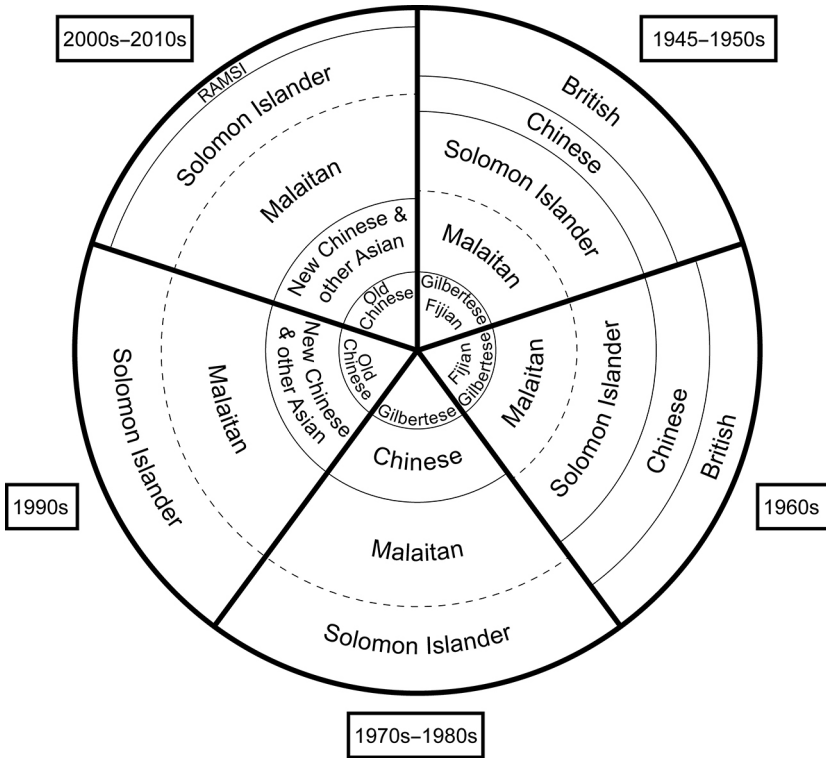 2000s–2010s
1945–1950s
RAMSI
Solomon Islander
Malaitan
New Chinese &
other Asian
Old
Chinese
British
Chinese
Solomon Islander
Malaitan
Gilbertese
Fijian
British
Chinese
Solomon Islander
Malaitan
Gilbertese
Fijian
1960s
Gilbertese
Chinese
Malaitan
Solomon Islander
1970s–1980s
Old
Chinese
New Chinese
& other Asian
Malaitan
Solomon Islander
1990s